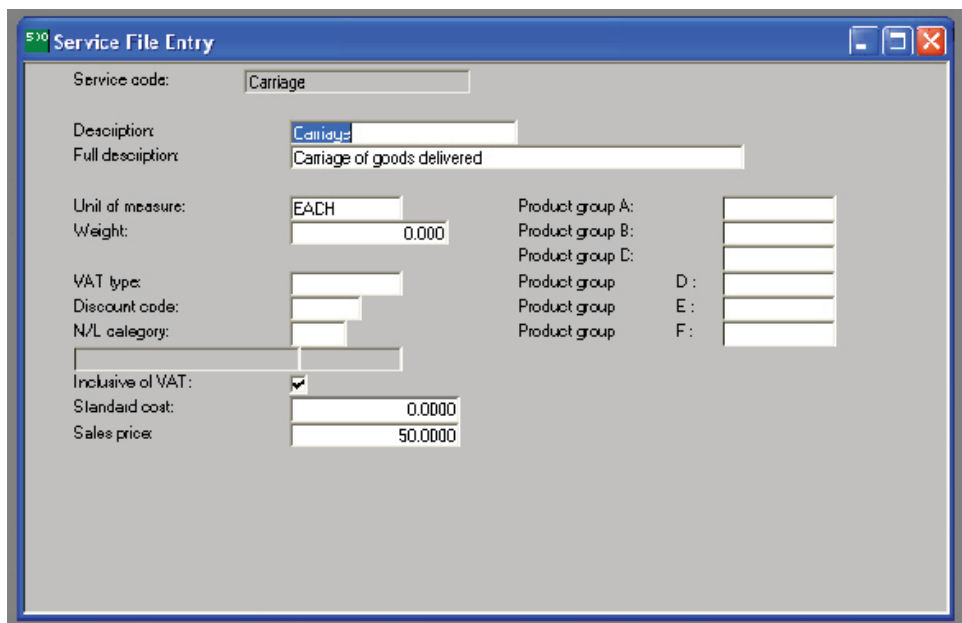 500 Service File Entry
Service code: Carriage
Description: Carriage
Full description: Carriage of goods delivered
Unit of measure: EACH Product group A:
Weight: 0.000 Product group B:
Product group C:
VAT type: Product group D :
Discount code: Product group E :
N/L category: Product group F :
Inclusive of VAT:
Standard cost: 0.0000
Sales price: 50.0000